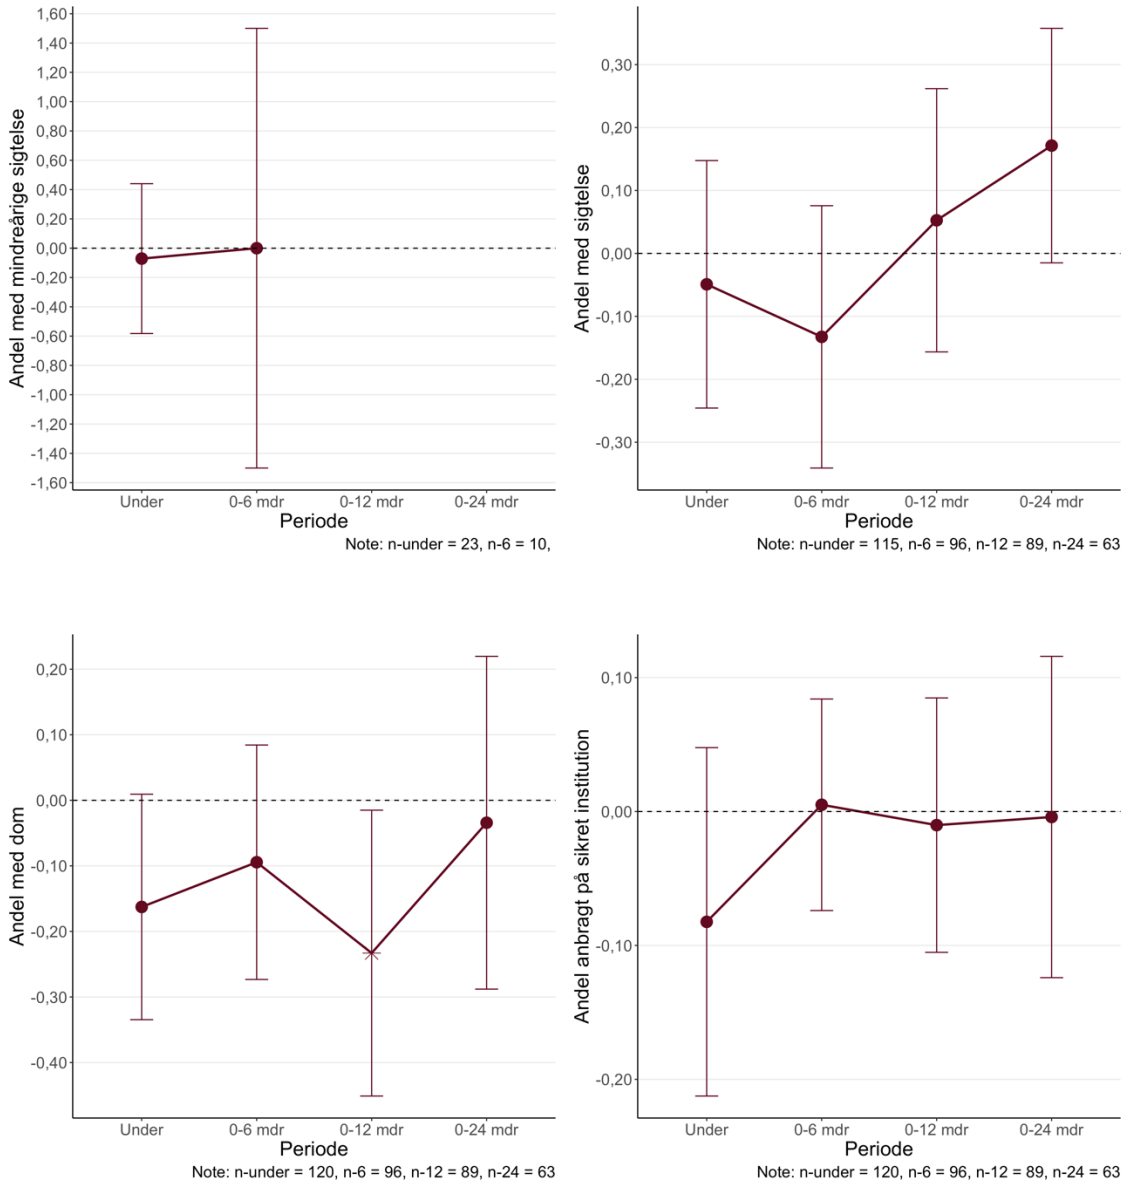 Andel med mindreårige sigtelse
1,60
1,40
1,20
1,00
0,80
0,60
0,40
0,20
0,00
-0,20
-0,40
-0,60
-0,80
-1,00
-1,20
-1,40
-1,60
Under 0-6 mdr 0-12 mdr 0-24 mdr
Periode
Note: n-under = 23, n-6 = 10,
Andel med sigtelse
0,30
0,20
0,10
0,00
-0,10
-0,20
-0,30
Under 0-6 mdr 0-12 mdr 0-24 mdr
Periode
Note: n-under = 115, n-6 = 96, n-12 = 89, n-24 = 63
Andel med dom
0,20
0,10
0,00
-0,10
-0,20
-0,30
-0,40
Under 0-6 mdr 0-12 mdr 0-24 mdr
Periode
Note: n-under = 120, n-6 = 96, n-12 = 89, n-24 = 63
Andel anbragt på sikret institution
0,10
0,00
-0,10
-0,20
Under 0-6 mdr 0-12 mdr 0-24 mdr
Periode
Note: n-under = 120, n-6 = 96, n-12 = 89, n-24 = 63